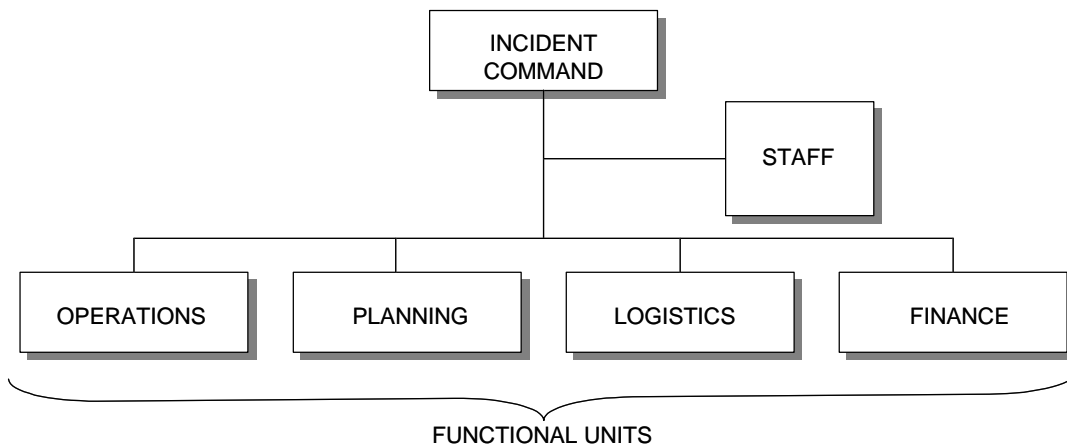 INCIDENT
COMMAND
STAFF
OPERATIONS
PLANNING
LOGISTICS
FINANCE
FUNCTIONAL UNITS